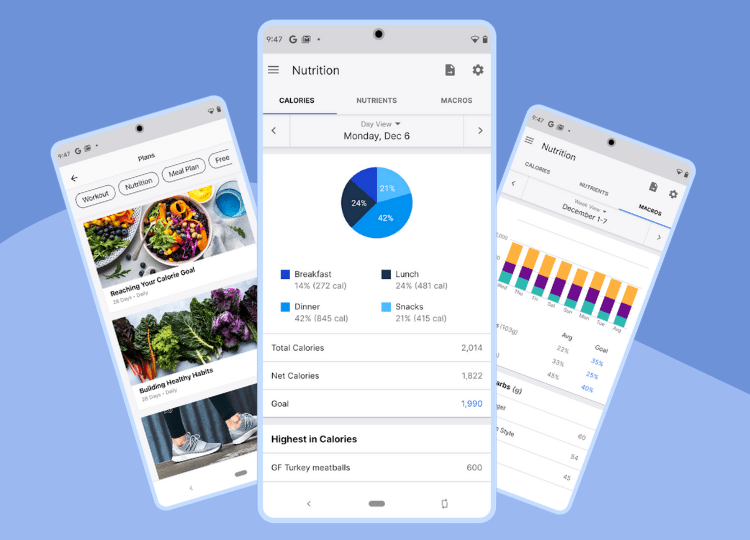 9:47
Plans
Workout
Nutrition
Meal Plan
Free
Reaching Your Calorie Goal
28 Days • Daily
Building Healthy Habits
28 Days • Daily
9:47 G
Nutrition
CALORIES NUTRIENTS MACROS
Day View
Monday, Dec 6
21%
24%
42%
Breakfast
14% (272 cal)
Lunch
24% (481 cal)
Dinner
42% (845 cal)
Snacks
21% (415 cal)
Total Calories 2,014
Net Calories 1,822
Goal 1,990
Highest in Calories
GF Turkey meatballs 600
9:47 G
Nutrition
CALORIES NUTRIENTS MACROS
Week View
December 1-7
Wed Thu Fri Sat Sun Mon Tue Avg
(103g) Avg Goal
22% 35%
33% 25%
45% 40%
(g)
60
Style 54
45